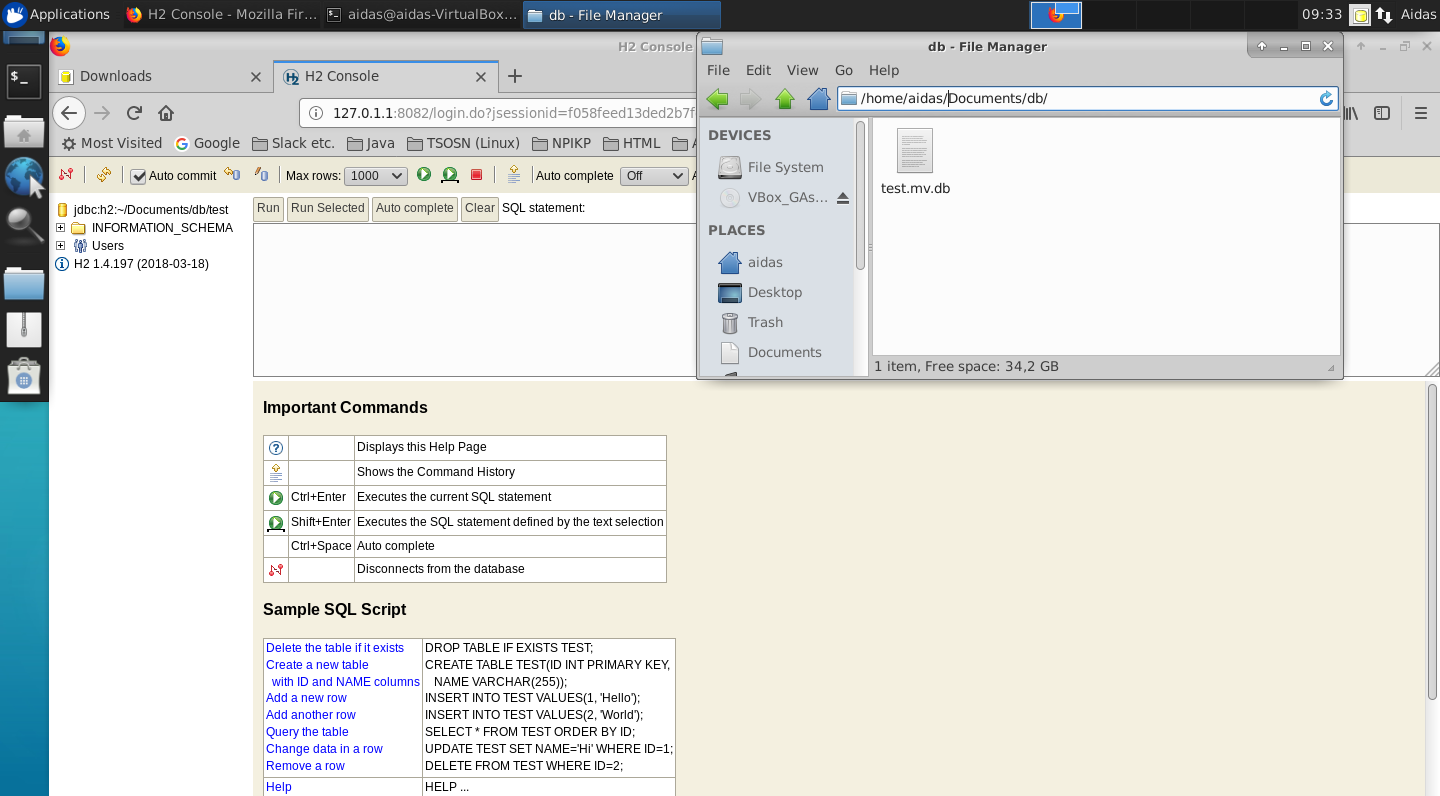 Applications
H2 Console - Mozilla Fir...
aidas@aidas-VirtualBox...
db - File Manager
09:33
Aidas
H2 Console
Downloads
H2 Console
127.0.1.1:8082/login.do?jsessionid=f058feed13ded2b7f
Most Visited
Google
Slack etc.
Java
TSOSN (Linux)
NPIKP
HTML
Auto commit
Max rows:
1000
Auto complete
Off
A
jdbc:h2:~/Documents/db/test
INFORMATION_SCHEMA
Users
H2 1.4.197 (2018-03-18)
Run
Run Selected
Auto complete
Clear
SQL statement:
db - File Manager
File
Edit
View
Go
Help
/home/aidas/Documents/db/
DEVICES
File System
VBox_GAs...
PLACES
aidas
Desktop
Trash
Documents
test.mv.db
1 item, Free space: 34,2 GB
Important Commands
Displays this Help Page
Shows the Command History
Ctrl+Enter Executes the current SQL statement
Shift+Enter Executes the SQL statement defined by the text selection
Ctrl+Space Auto complete
Disconnects from the database
Sample SQL Script
Delete the table if it exists DROP TABLE IF EXISTS TEST;
Create a new table CREATE TABLE TEST(ID INT PRIMARY KEY,
with ID and NAME columns NAME VARCHAR(255));
Add a new row INSERT INTO TEST VALUES(1, 'Hello');
Add another row INSERT INTO TEST VALUES(2, 'World');
Query the table SELECT * FROM TEST ORDER BY ID;
Change data in a row UPDATE TEST SET NAME='Hi' WHERE ID=1;
Remove a row DELETE FROM TEST WHERE ID=2;
Help HELP ...